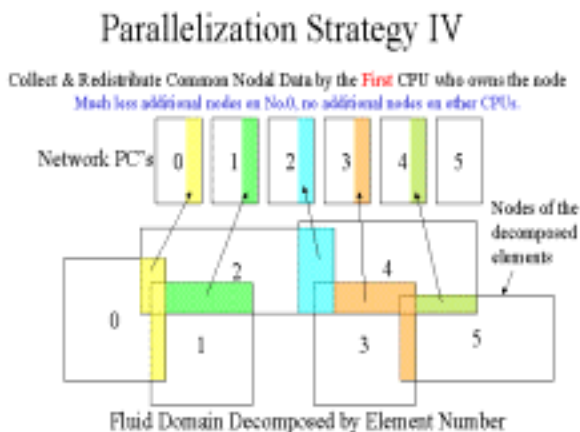 Parallelization Strategy IV
Collect & Redistribute Common Nodal Data by the First CPU who owns the node
Much less additional nodes on No.0, no additional nodes on other CPUs.
Network PC"s
0
1
2
3
4
5
Nodes of the
decomposed
elements
2
4
0
1
3
5
Fluid Domain Decomposed by Element Number